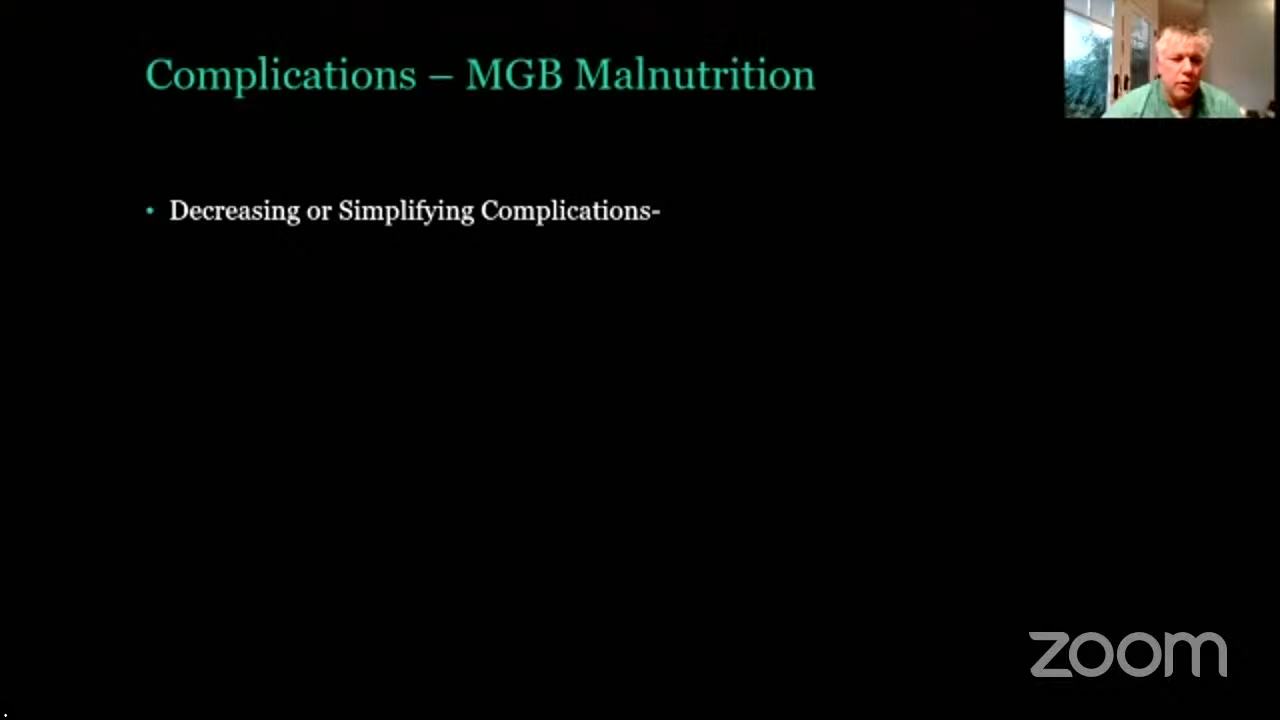 Complications – MGB Malnutrition
• Decreasing or Simplifying Complications-
zoom